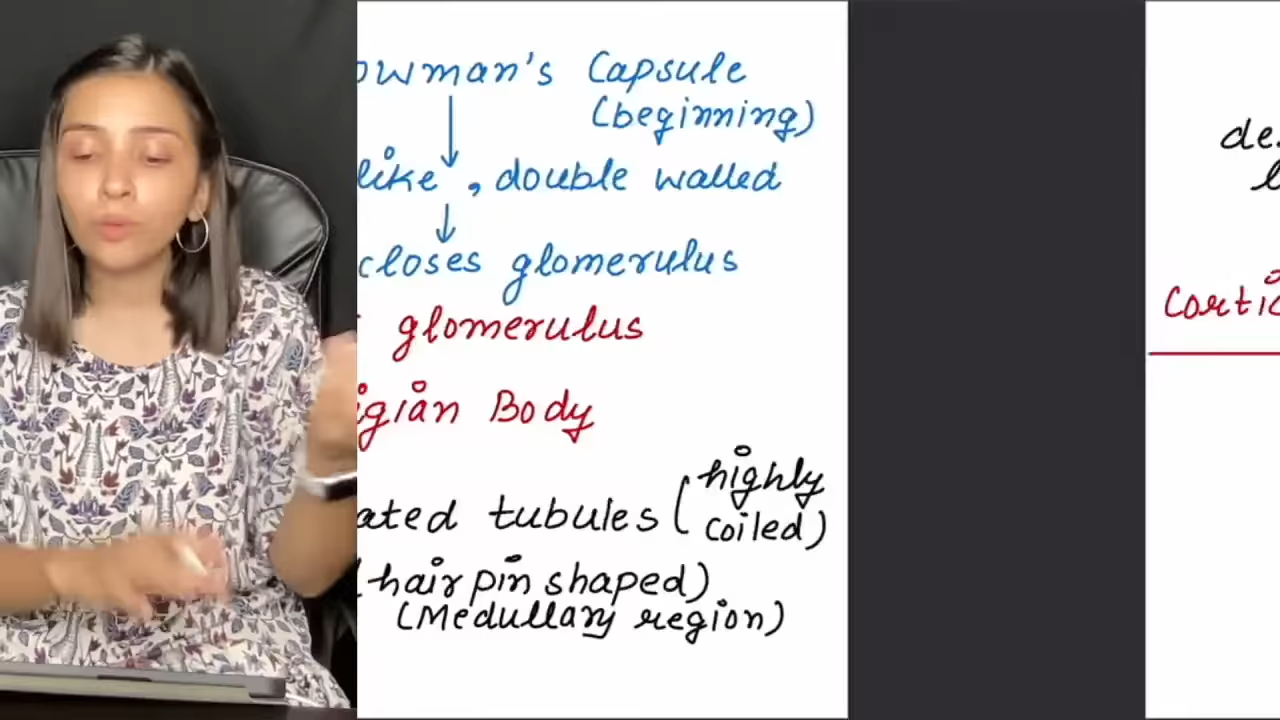 owman's Capsule
(beginning)
like, double walled
closes glomerulus
glomerulus
igian Body
ated tubules (highly
coiled)
(hair pin shaped)
(Medullary region)
de
l
Cortic